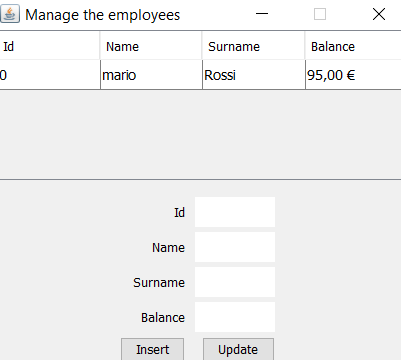 Manage the employees
Id Name Surname Balance
0 mario Rossi 95,00 €
Id
Name
Surname
Balance
Insert Update